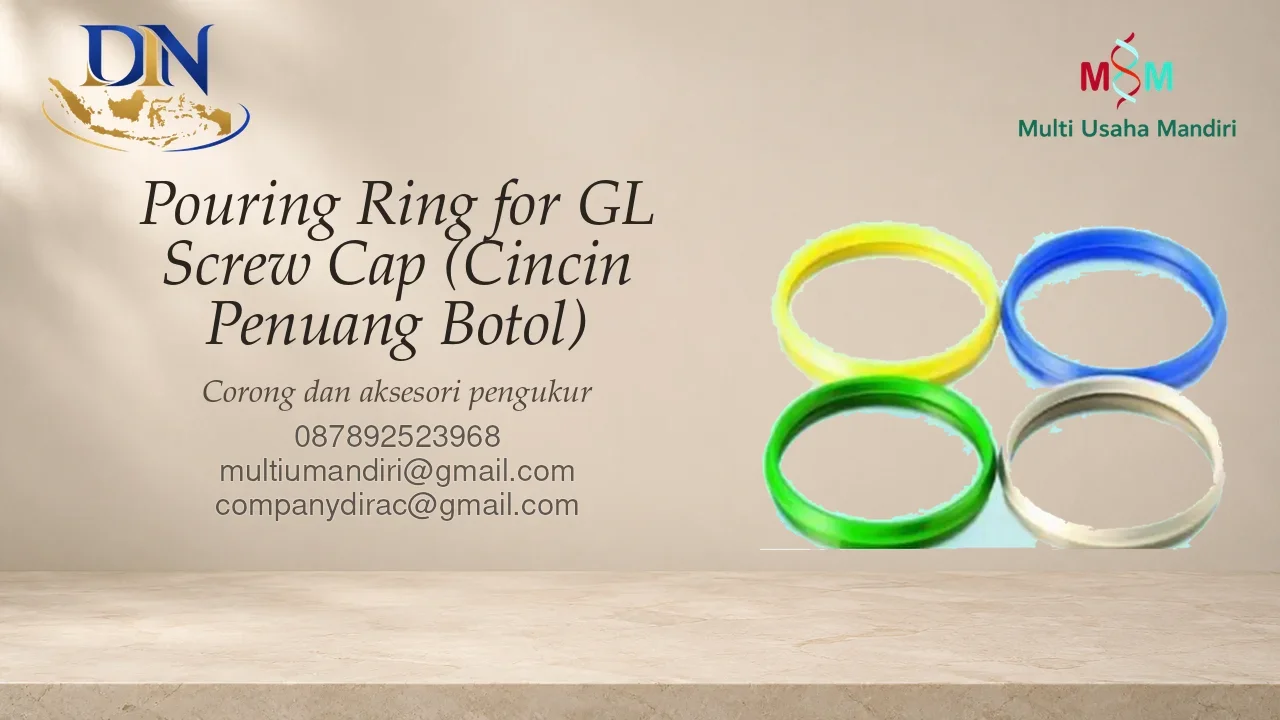 DIN
MSM
Multi Usaha Mandiri
Pouring Ring for GL
Screw Cap (Cincin
Penuang Botol)
Corong dan aksesori pengukur
087892523968
multiumandiri@gmail.com
companydirac@gmail.com